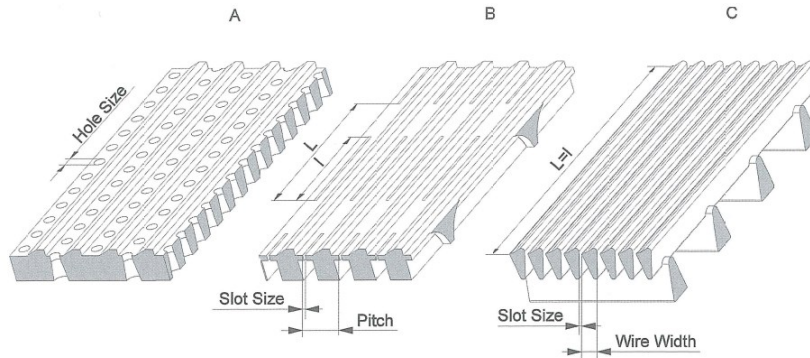 A
B
C
Hole Size
L
l
L=l
Slot Size
Pitch
Slot Size
Wire Width